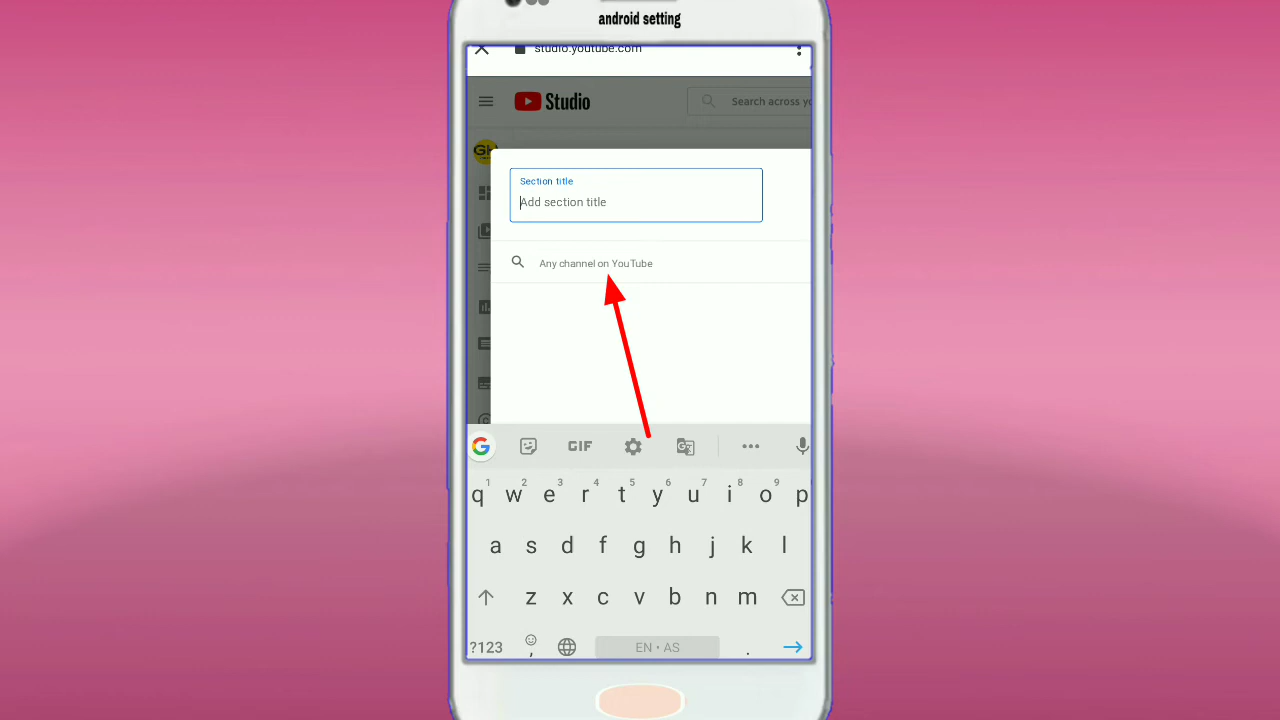 android setting
studio.youtube.com
Studio
Search across yo
GH
Section title
Add section title
Any channel on YouTube
GIF
1 2 3 4 5 6 7 8 9
q w e r t y u i o p
a s d f g h j k l
z x c v b n m
?123 , EN • AS .